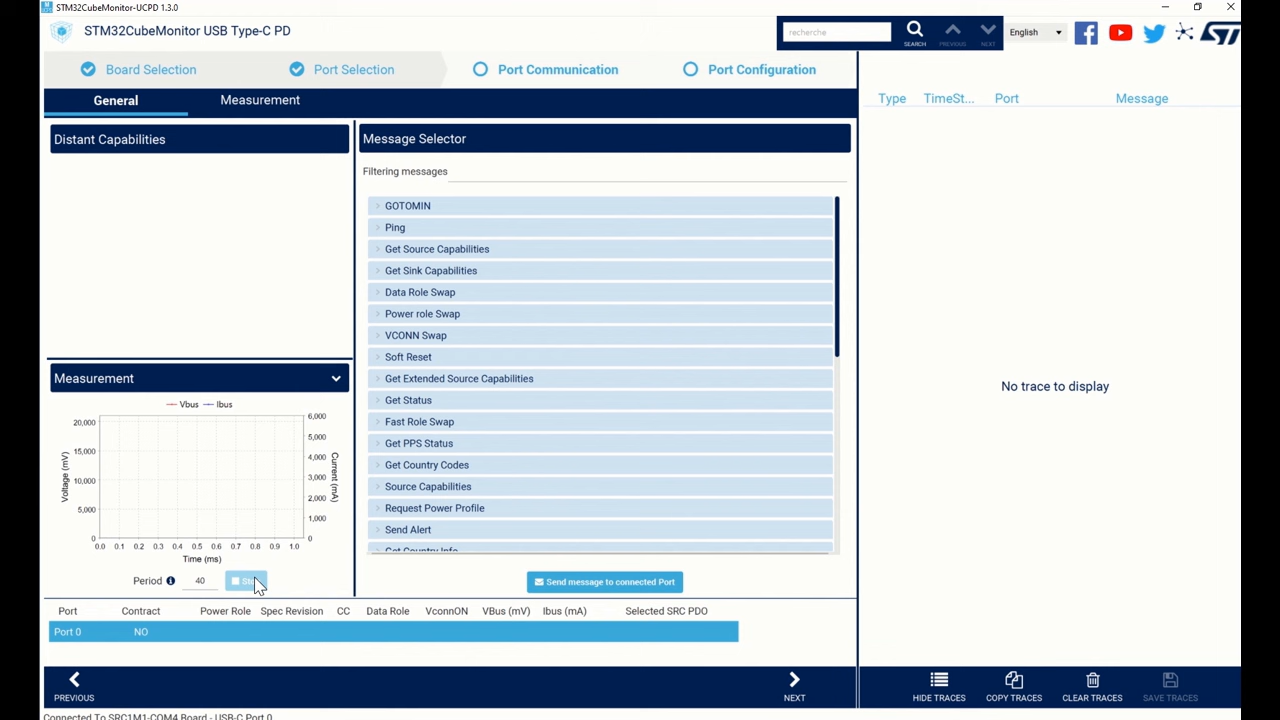 STM32CubeMonitor-UCPD 1.3.0
STM32CubeMonitor USB Type-C PD
recherche
SEARCH
PREVIOUS
NEXT
English
Board Selection
Port Selection
Port Communication
Port Configuration
General
Measurement
Type TimeSt... Port Message
Distant Capabilities
Message Selector
Filtering messages
GOTOMIN
Ping
Get Source Capabilities
Get Sink Capabilities
Data Role Swap
Power role Swap
VCONN Swap
Soft Reset
Get Extended Source Capabilities
Get Status
Fast Role Swap
Get PPS Status
Get Country Codes
Source Capabilities
Request Power Profile
Send Alert
Get Country Info
No trace to display
Measurement
Vbus Ibus
20,000
15,000
10,000
5,000
0
Voltage (mV)
6,000
5,000
4,000
3,000
2,000
1,000
0
Current (mA)
0.0 0.1 0.2 0.3 0.4 0.5 0.6 0.7 0.8 0.9 1.0
Time (ms)
Period 40
Send message to connected Port
Port Contract Power Role Spec Revision CC Data Role VconnON VBus (mV) Ibus (mA) Selected SRC PDO
Port 0 NO
PREVIOUS
NEXT
HIDE TRACES
COPY TRACES
CLEAR TRACES
SAVE TRACES
Connected To SRC1M1-COM4 Board - USB-C Port 0